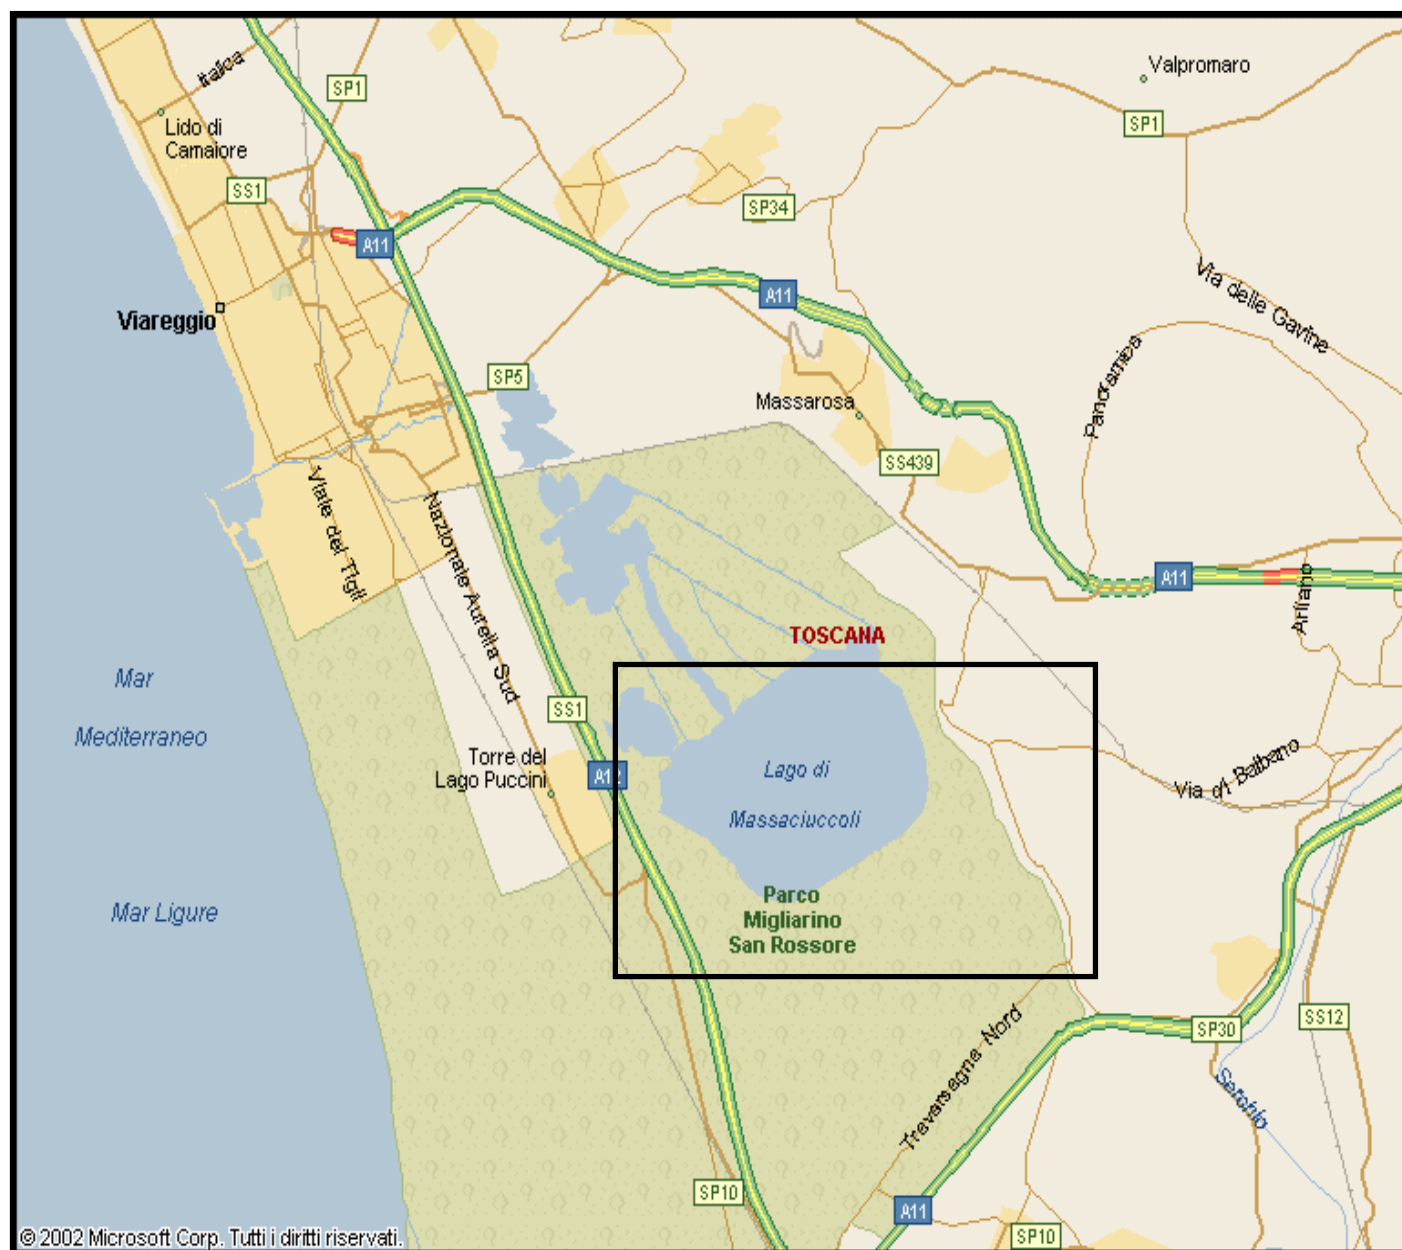 Valpromaro
Italica
SP1
Lido di
Camaiore
SP1
SS1
SP34
A11
A11
Via delle Gavine
Viareggio
Panoramica
SP5
Massarosa
SS439
Viale dei Tigli
Nazionale Aurelia Sud
A11
Arliano
TOSCANA
Mar
Mediterraneo
SS1
Torre del
Lago Puccini
A12
Lago di
Massaciuccoli
Via di Balbano
Parco
Migliarino
San Rossore
Mar Ligure
Traversagna Nord
SP30
SS12
Serchio
SP10
A11
SP10
© 2002 Microsoft Corp. Tutti i diritti riservati.